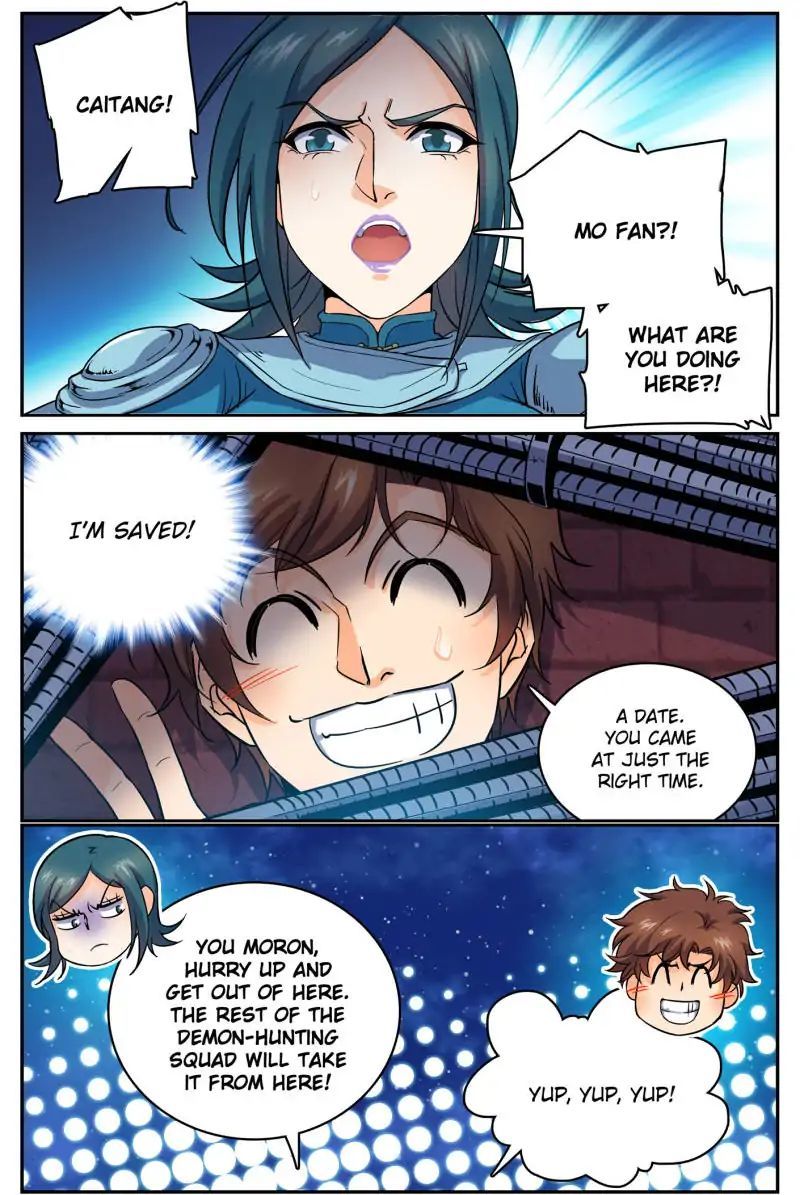 CAITANG!
MO FAN?!
WHAT ARE
YOU DOING
HERE?!
I'M SAVED!
A DATE.
YOU CAME
AT JUST THE
RIGHT TIME.
YOU MORON,
HURRY UP AND
GET OUT OF HERE.
THE REST OF THE
DEMON-HUNTING
SQUAD WILL TAKE
IT FROM HERE!
YUP, YUP, YUP!